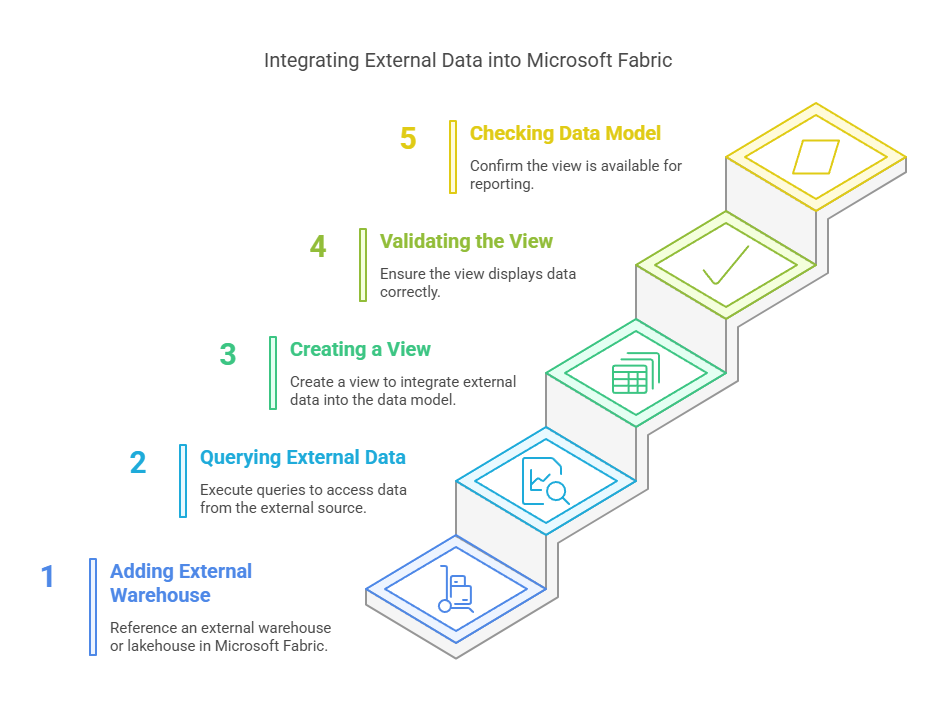 Integrating External Data into Microsoft Fabric
5
Checking Data Model
Confirm the view is available for
reporting.
4
Validating the View
Ensure the view displays data
correctly.
3
Creating a View
Create a view to integrate external
data into the data model.
2
Querying External Data
Execute queries to access data
from the external source.
1
Adding External
Warehouse
Reference an external warehouse
or lakehouse in Microsoft Fabric.